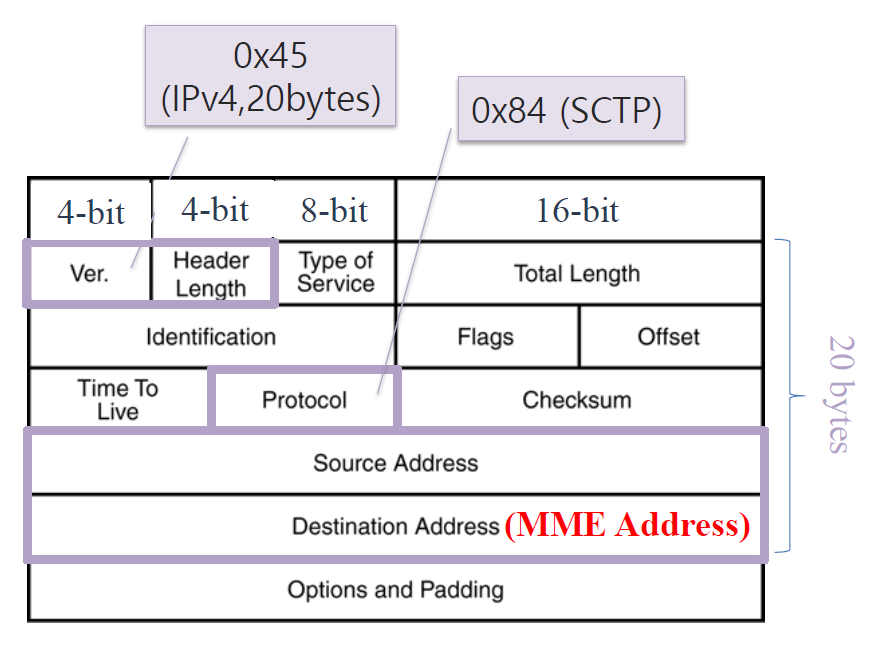 0x45
(IPv4,20bytes)
0x84 (SCTP)
4-bit 4-bit 8-bit 16-bit
Ver. Header Length Type of Service Total Length
Identification Flags Offset
Time To Live Protocol Checksum
Source Address
Destination Address (MME Address)
Options and Padding
20 bytes